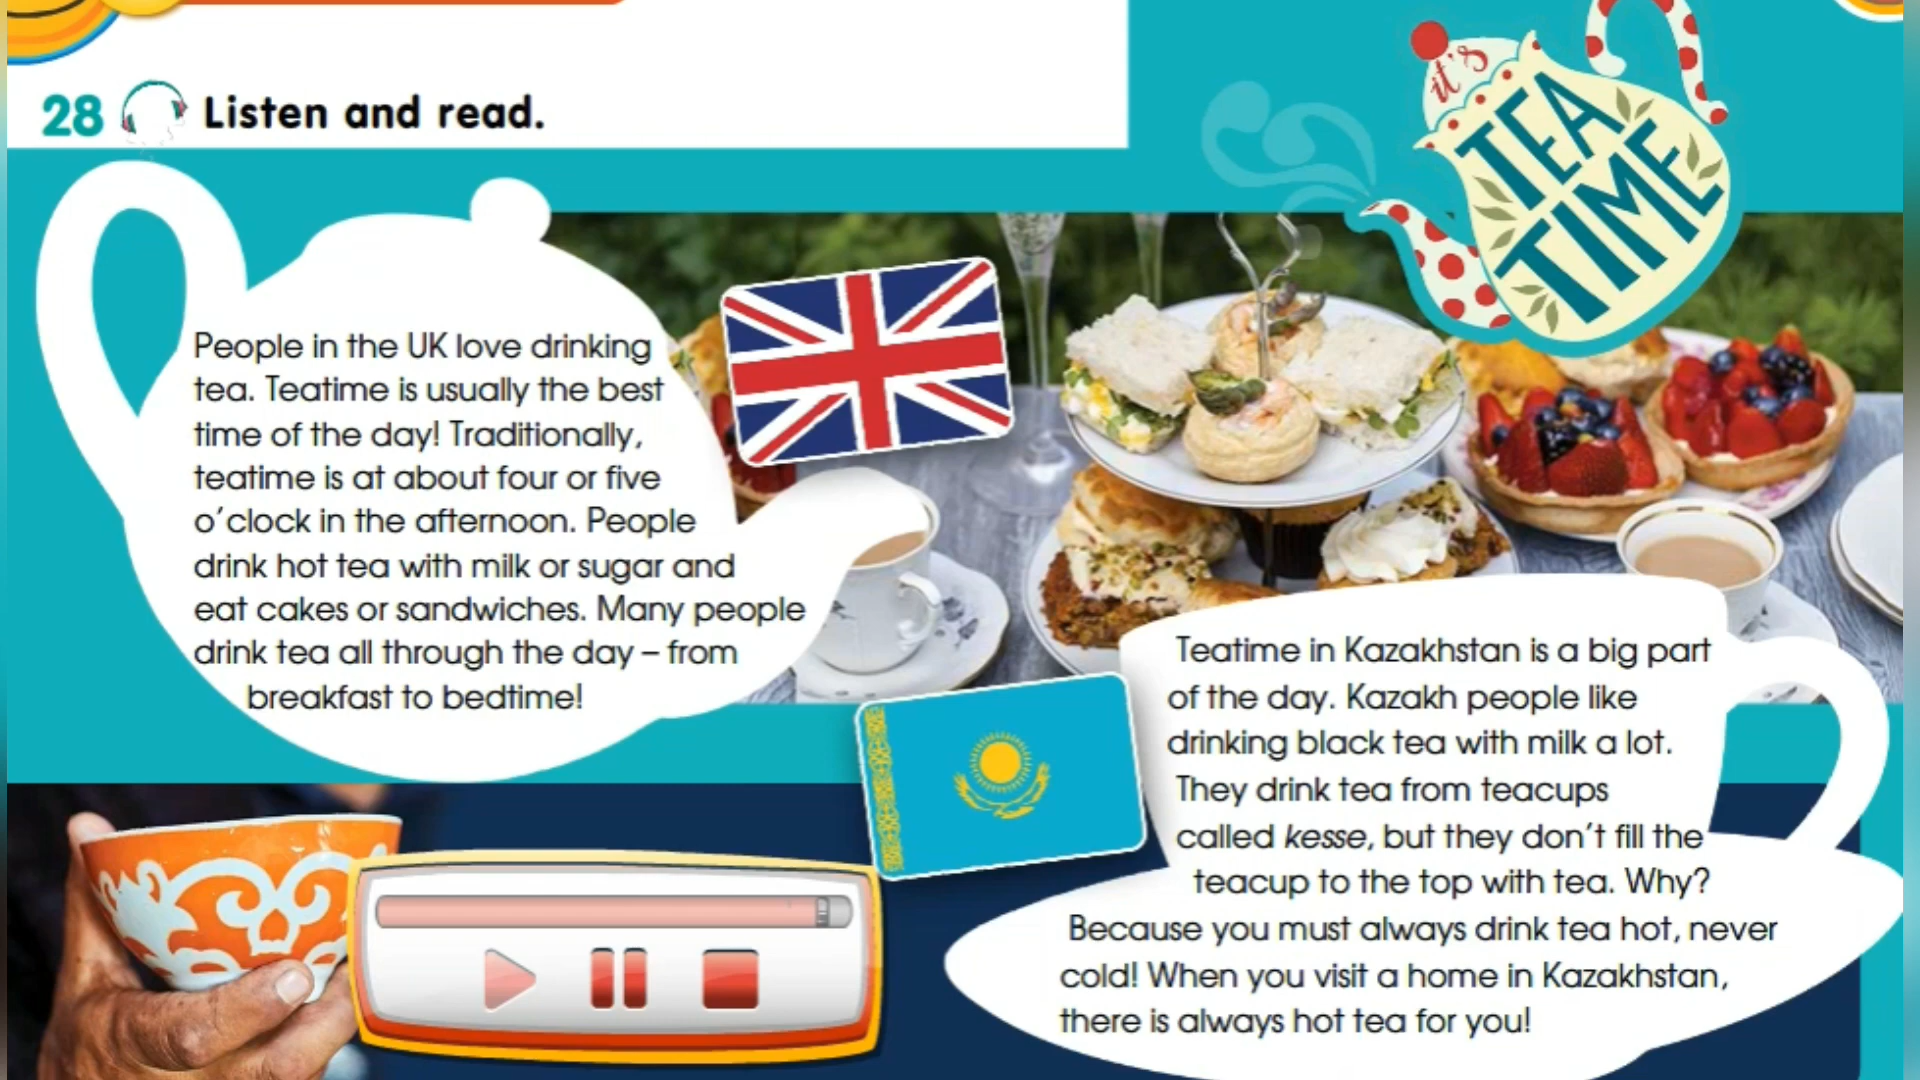 28 Listen and read.
it's
TEA
TIME
People in the UK love drinking
tea. Teatime is usually the best
time of the day! Traditionally,
teatime is at about four or five
o'clock in the afternoon. People
drink hot tea with milk or sugar and
eat cakes or sandwiches. Many people
drink tea all through the day – from
breakfast to bedtime!
Teatime in Kazakhstan is a big part
of the day. Kazakh people like
drinking black tea with milk a lot.
They drink tea from teacups
called kesse, but they don't fill the
teacup to the top with tea. Why?
Because you must always drink tea hot, never
cold! When you visit a home in Kazakhstan,
there is always hot tea for you!